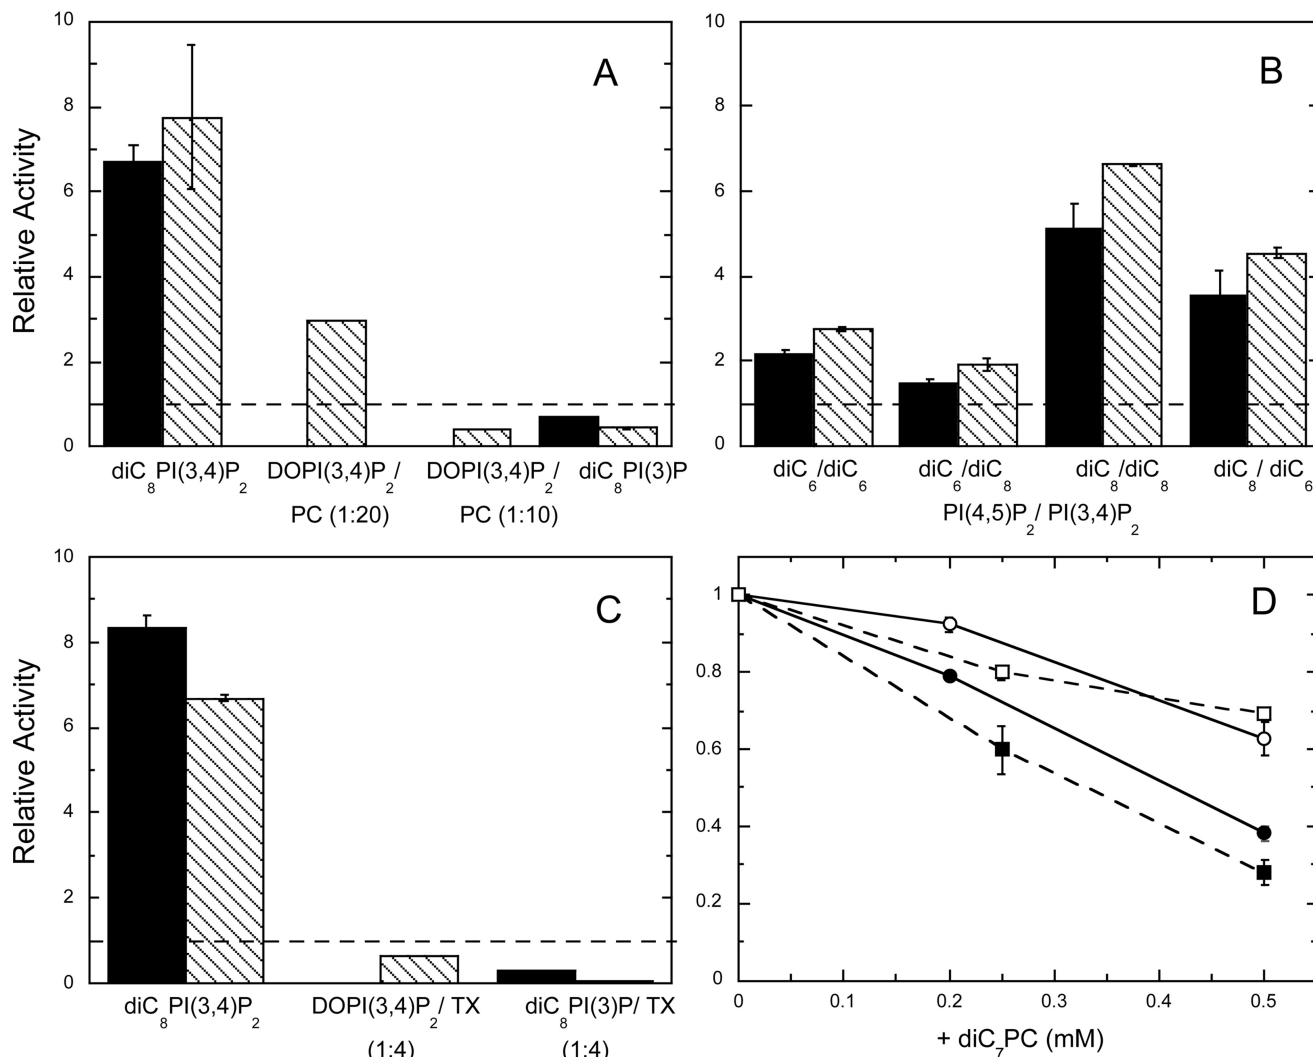 A
Relative Activity
10
8
6
4
2
0
diC8PI(3,4)P2
DOPI(3,4)P2/
PC (1:20)
DOPI(3,4)P2/
PC (1:10)
diC8PI(3)P
B
10
8
6
4
2
0
diC6/diC6
diC6/diC8
diC8/diC8
diC8/ diC6
PI(4,5)P2/ PI(3,4)P2
C
Relative Activity
10
8
6
4
2
0
diC8PI(3,4)P2
DOPI(3,4)P2/ TX
(1:4)
diC8PI(3)P/ TX
(1:4)
D
1
0.8
0.6
0.4
0.2
0
0
0.1
0.2
0.3
0.4
0.5
+ diC7PC (mM)